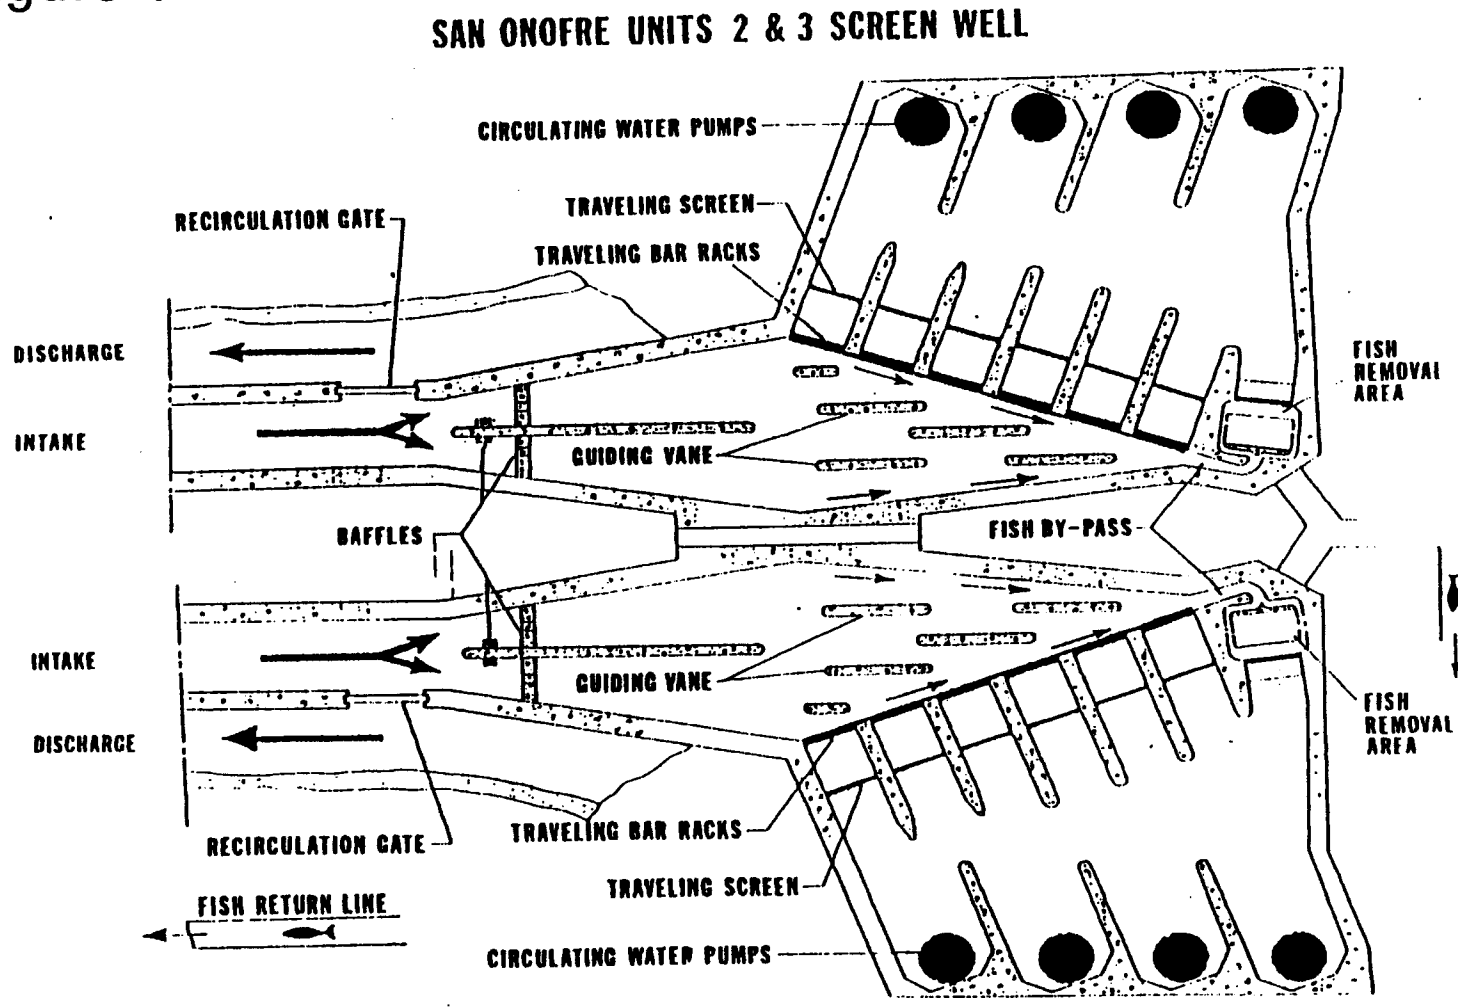 SAN ONOFRE UNITS 2 & 3 SCREEN WELL
CIRCULATING WATER PUMPS
TRAVELING SCREEN
RECIRCULATION GATE
TRAVELING BAR RACKS
DISCHARGE
FISH
REMOVAL
AREA
INTAKE
GUIDING VANE
BAFFLES
FISH BY-PASS
INTAKE
GUIDING VANE
DISCHARGE
FISH
REMOVAL
AREA
TRAVELING BAR RACKS
RECIRCULATION GATE
TRAVELING SCREEN
FISH RETURN LINE
CIRCULATING WATER PUMPS